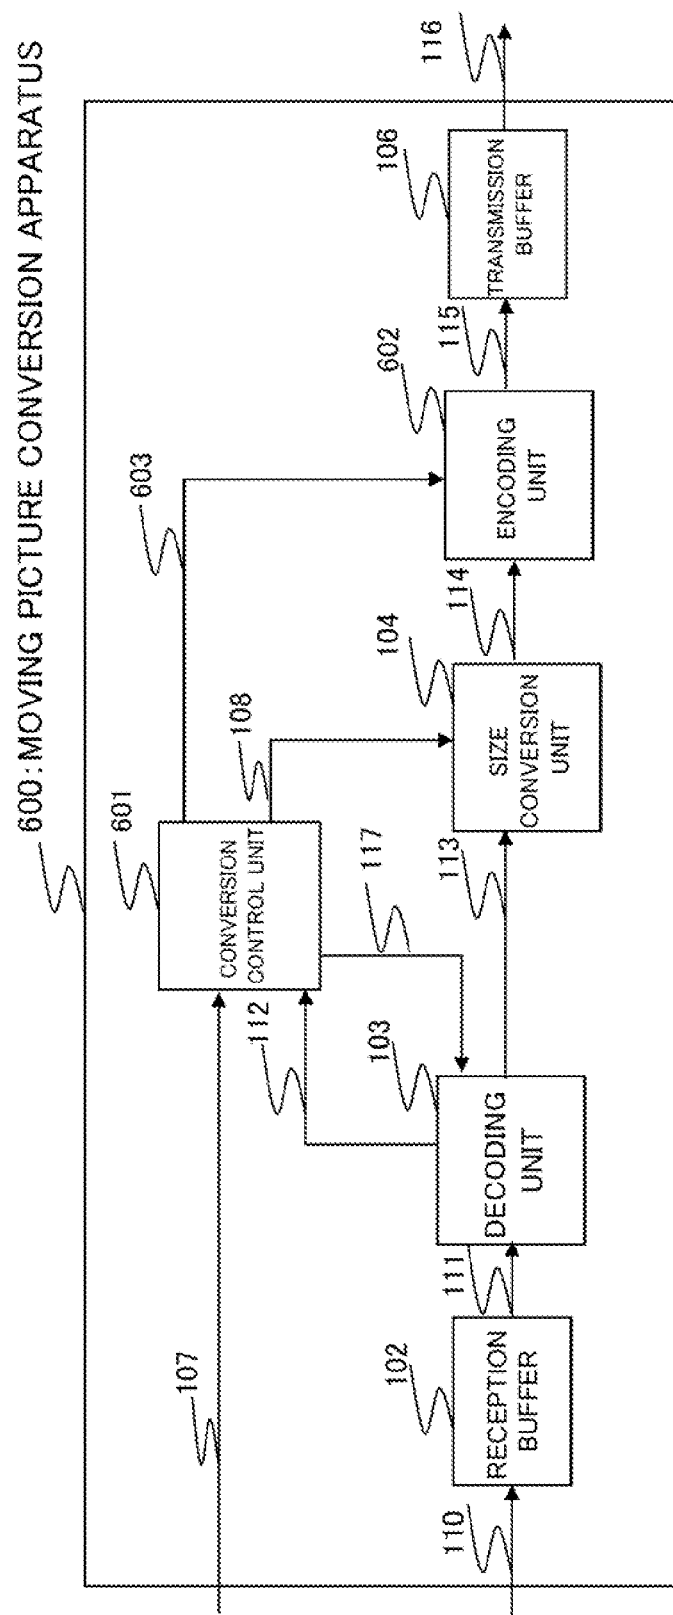 600:MOVING PICTURE CONVERSION APPARATUS
601
603
CONVERSION
CONTROL UNIT
107
112
117
108
102
111
103
113
104
114
602
115
106
116
110
RECEPTION
BUFFER
DECODING
UNIT
SIZE
CONVERSION
UNIT
ENCODING
UNIT
TRANSMISSION
BUFFER